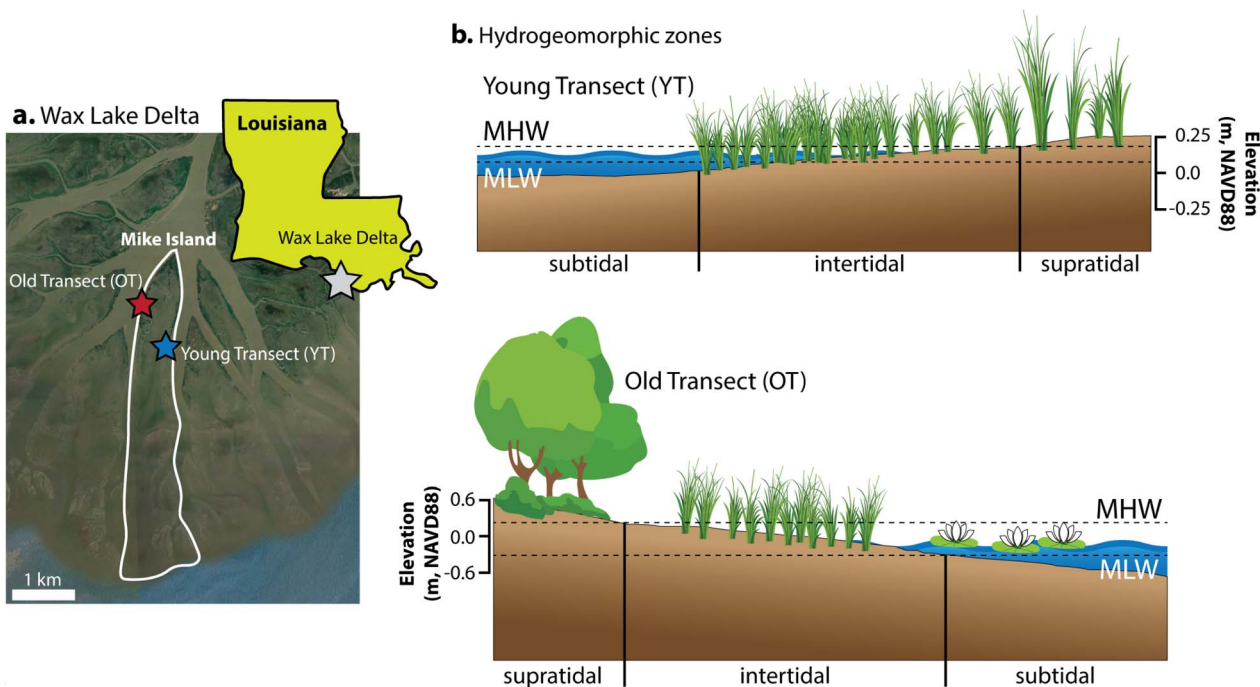 a. Wax Lake Delta
Louisiana
Wax Lake Delta
Mike Island
Old Transect (OT)
Young Transect (YT)
1 km
b. Hydrogeomorphic zones
Young Transect (YT)
MHW
MLW
0.25
0.0
-0.25
Elevation
(m, NAVD88)
subtidal
intertidal
supratidal
Old Transect (OT)
Elevation
(m, NAVD88)
0.6
0.0
-0.6
MHW
MLW
supratidal
intertidal
subtidal